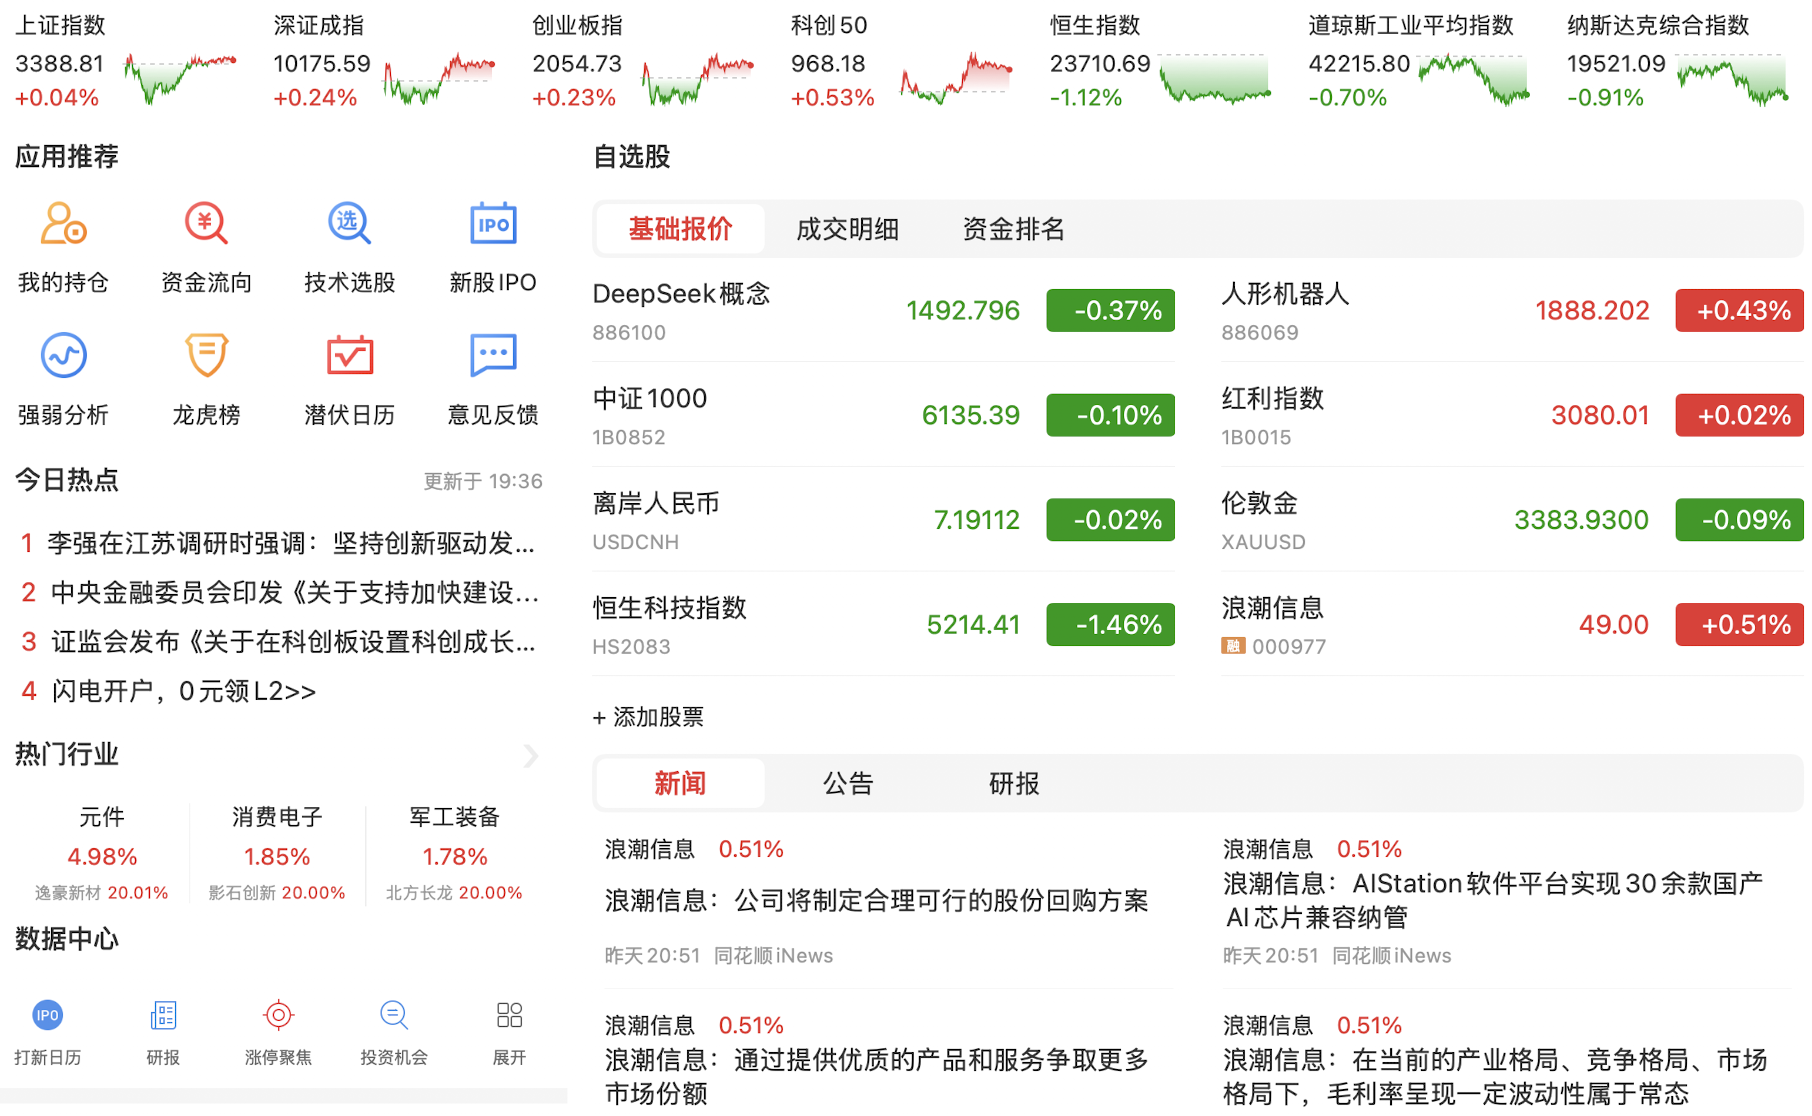 上证指数
3388.81
+0.04%
深证成指
10175.59
+0.24%
创业板指
2054.73
+0.23%
科创50
968.18
+0.53%
恒生指数
23710.69
-1.12%
道琼斯工业平均指数
42215.80
-0.70%
纳斯达克综合指数
19521.09
-0.91%
应用推荐
我的持仓
资金流向
选
技术选股
IPO
新股IPO
强弱分析
龙虎榜
潜伏日历
意见反馈
今日热点
更新于 19:36
1 李强在江苏调研时强调：坚持创新驱动发...
2 中央金融委员会印发《关于支持加快建设...
3 证监会发布《关于在科创板设置科创成长...
4 闪电开户，0元领L2>>
热门行业
元件
4.98%
逸豪新材 20.01%
消费电子
1.85%
影石创新 20.00%
军工装备
1.78%
北方长龙 20.00%
数据中心
IPO
打新日历
研报
涨停聚焦
投资机会
展开
自选股
基础报价
成交明细
资金排名
DeepSeek概念
886100
1492.796
-0.37%
人形机器人
886069
1888.202
+0.43%
中证1000
1B0852
6135.39
-0.10%
红利指数
1B0015
3080.01
+0.02%
离岸人民币
USDCNH
7.19112
-0.02%
伦敦金
XAUUSD
3383.9300
-0.09%
恒生科技指数
HS2083
5214.41
-1.46%
浪潮信息
融 000977
49.00
+0.51%
+ 添加股票
新闻
公告
研报
浪潮信息 0.51%
浪潮信息：公司将制定合理可行的股份回购方案
昨天20:51 同花顺iNews
浪潮信息 0.51%
浪潮信息：AIStation软件平台实现30余款国产
AI芯片兼容纳管
昨天20:51 同花顺iNews
浪潮信息 0.51%
浪潮信息：通过提供优质的产品和服务争取更多
市场份额
浪潮信息 0.51%
浪潮信息：在当前的产业格局、竞争格局、市场
格局下，毛利率呈现一定波动性属于常态